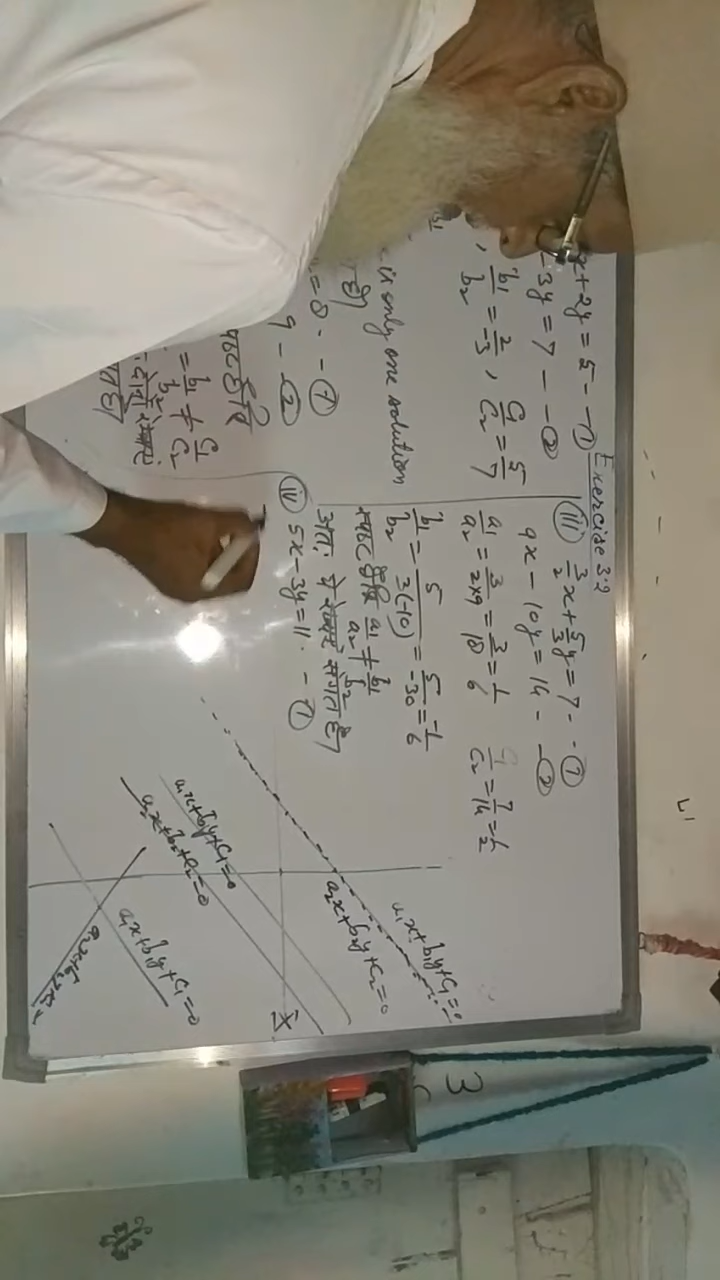 Exercise 3.2
x+2y = 5 - - ①
3y = 7 - - ②
b₁/b₂ = 2/-3 , c₁/c₂ = 5/7
is only one solution
= 8 · - ①
9 - - ②
स्पष्ट है कि
= b₁/b₂ ≠ c₁/c₂
iii) 3/2 x + 5/3 y = 7 - - ①
9x - 10y = 14 - - ②
a₁/a₂ = 3/2×9 = 3/18 = 1/6 c₁/c₂ = 7/14 = 1/2
b₁/b₂ = 5/3(-10) = 5/-30 = -1/6
स्पष्ट है कि a₁/a₂ ≠ b₁/b₂
अतः ये रेखाएं संगत है।
iv) 5x - 3y = 11 · - ①
a₁x+b₁y+c₁=0
a₂x+b₂y+c₂=0
a₁x+b₁y+c₁=0
a₂x+b₂+c₂=0
a₁x+b₁y+c₁=0
X
3